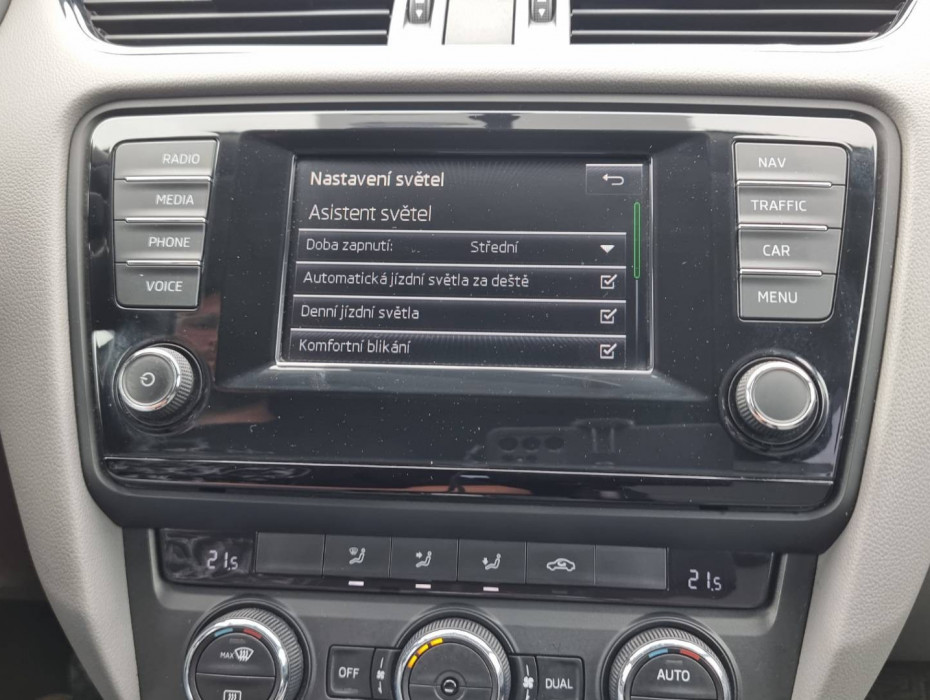 RADIO
MEDIA
PHONE
VOICE
Nastavení světel
Asistent světel
Doba zapnutí: Střední
Automatická jízdní světla za deště
Denní jízdní světla
Komfortní blikání
NAV
TRAFFIC
CAR
MENU
21,5
21,5
MAX
OFF
DUAL
AUTO